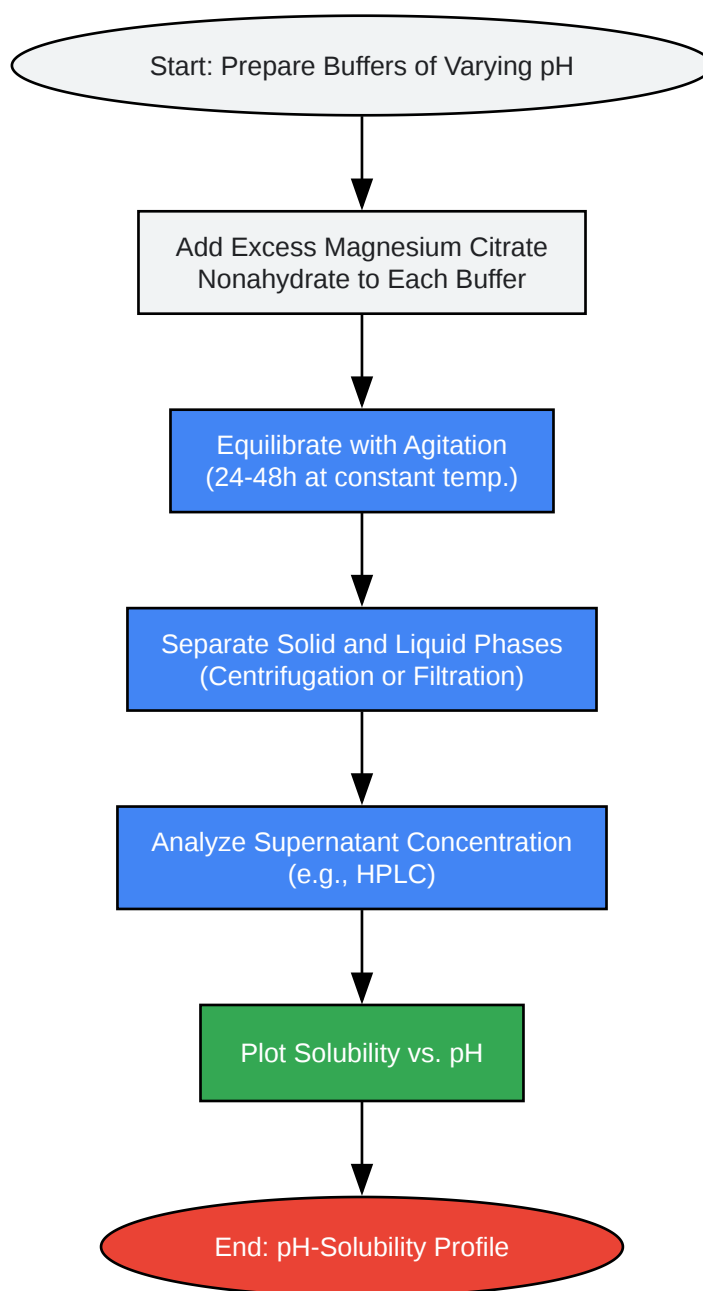 Start: Prepare Buffers of Varying pH
Add Excess Magnesium Citrate
Nonahydrate to Each Buffer
Equilibrate with Agitation
(24-48h at constant temp.)
Separate Solid and Liquid Phases
(Centrifugation or Filtration)
Analyze Supernatant Concentration
(e.g., HPLC)
Plot Solubility vs. pH
End: pH-Solubility Profile